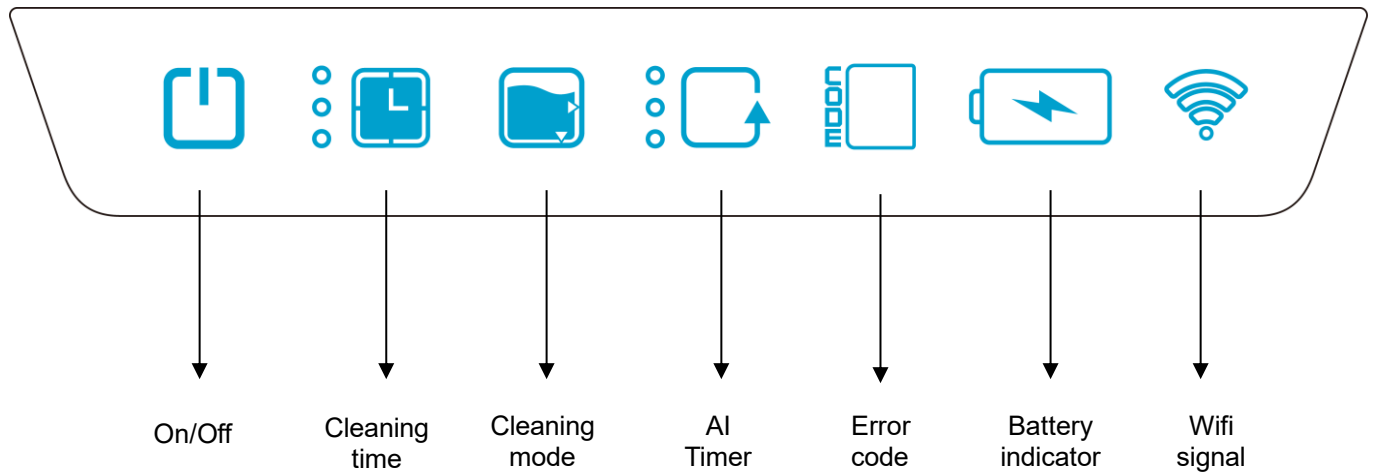 CODE
On/Off
Cleaning
time
Cleaning
mode
AI
Timer
Error
code
Battery
indicator
Wifi
signal